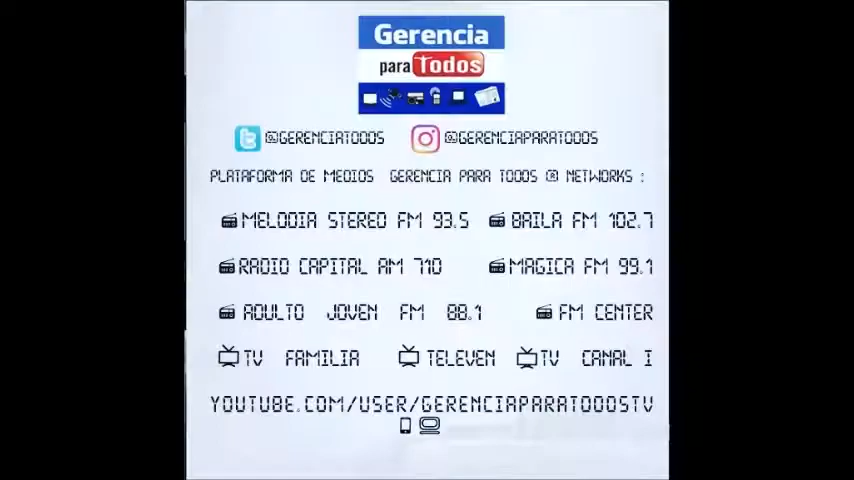 Gerencia
para Todos
@GERENCIATODOS @GERENCIAPARATODOS
PLATAFORMA DE MEDIOS GERENCIA PARA TODOS ® NETWORKS :
MELODIA STEREO FM 93.5 BAILA FM 102.7
RADIO CAPITAL AM 710 MAGICA FM 99.1
ADULTO JOVEN FM 88.1 FM CENTER
TV FAMILIA TELEVEN TV CANAL I
YOUTUBE.COM/USER/GERENCIAPARATODOSTV